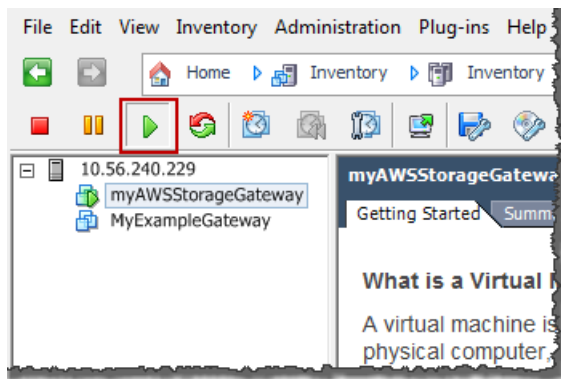 File Edit View Inventory Administration Plug-ins Help
Home Inventory Inventory
10.56.240.229
myAWSStorageGateway
MyExampleGateway
myAWSStorageGatew
Getting Started Summ
What is a Virtual
A virtual machine is
physical computer,